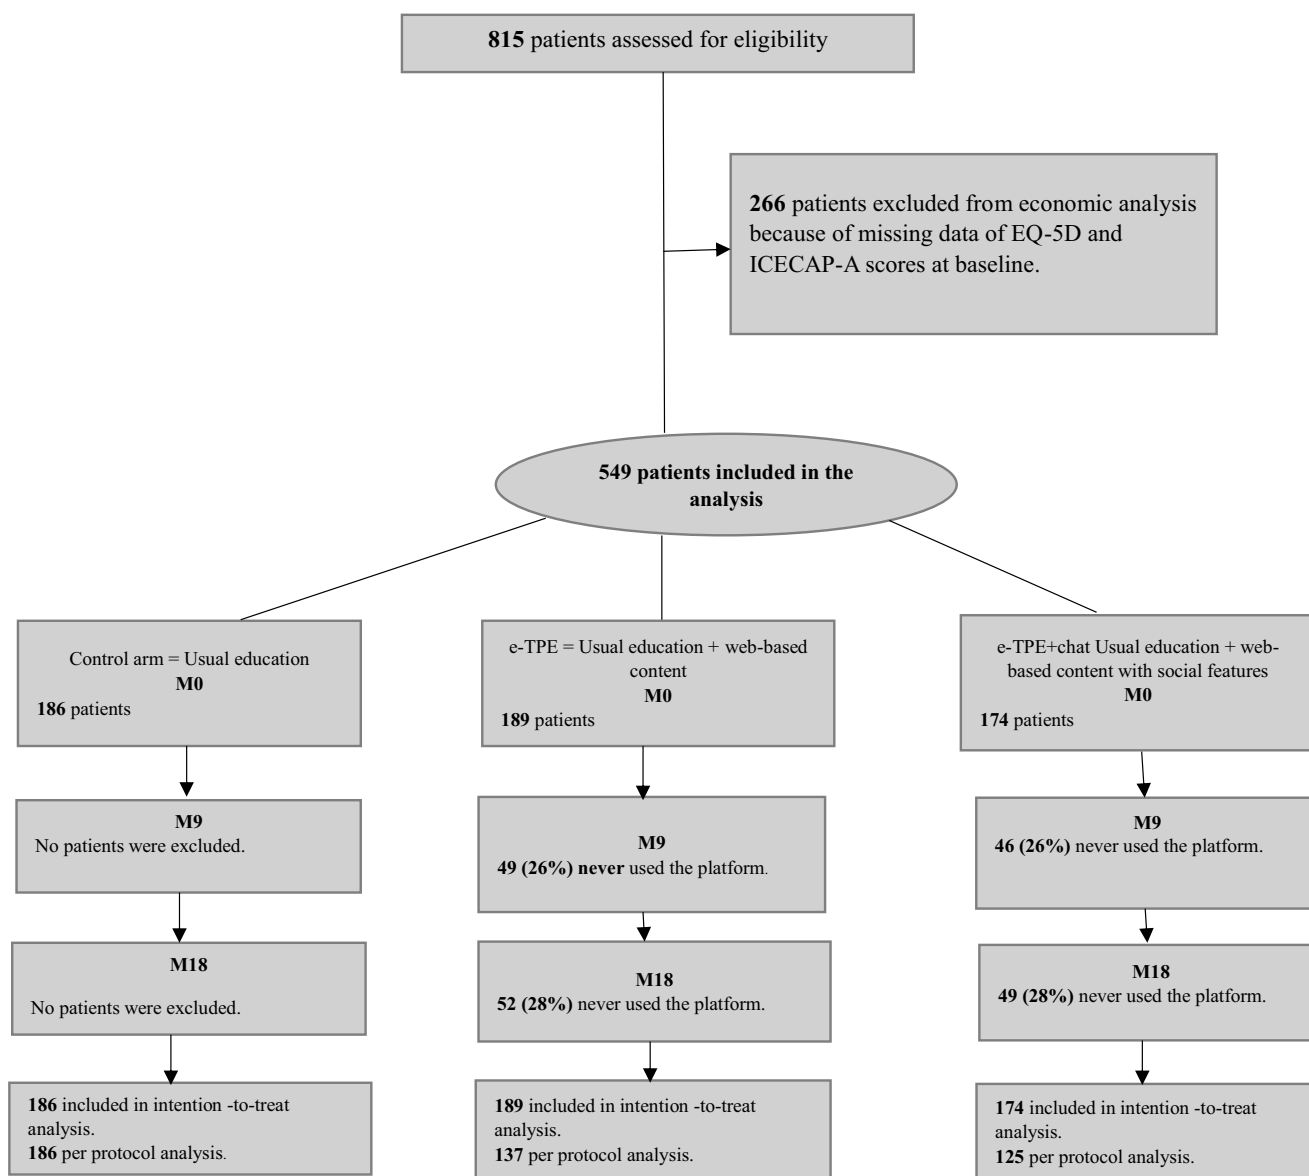 815 patients assessed for eligibility
266 patients excluded from economic analysis
because of missing data of EQ-5D and
ICECAP-A scores at baseline.
549 patients included in the
analysis
Control arm = Usual education
M0
186 patients
e-TPE = Usual education + web-based
content
M0
189 patients
e-TPE+chat Usual education + web-
based content with social features
M0
174 patients
M9
No patients were excluded.
M9
49 (26%) never used the platform.
M9
46 (26%) never used the platform.
M18
No patients were excluded.
M18
52 (28%) never used the platform.
M18
49 (28%) never used the platform.
186 included in intention -to-treat
analysis.
186 per protocol analysis.
189 included in intention -to-treat
analysis.
137 per protocol analysis.
174 included in intention -to-treat
analysis.
125 per protocol analysis.